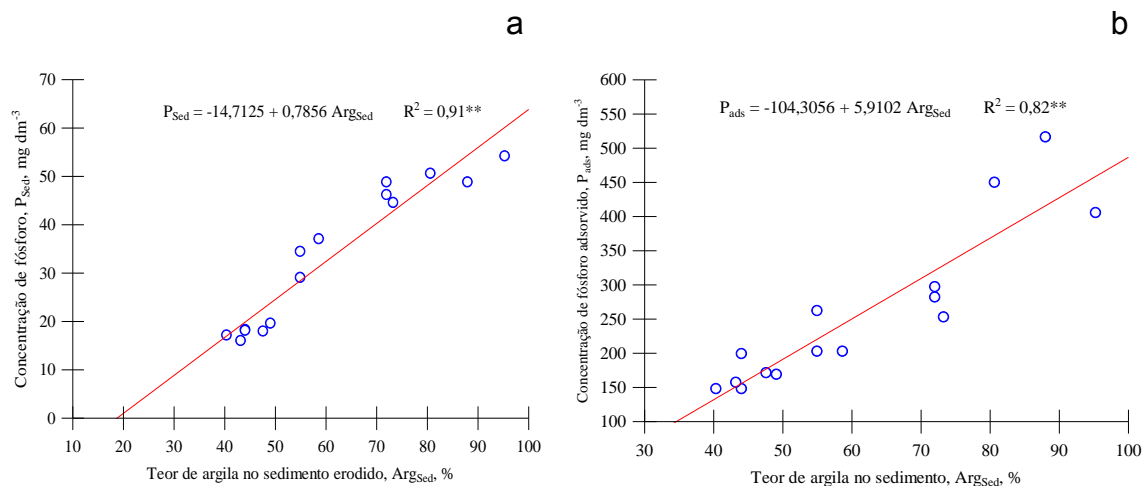 a
70
60
50
40
30
20
10
0
10 20 30 40 50 60 70 80 90 100
Concentração de fósforo, P_Sed, mg dm⁻³
P_Sed = -14,7125 + 0,7856 Arg_Sed R² = 0,91**
Teor de argila no sedimento erodido, Arg_Sed, %
b
600
550
500
450
400
350
300
250
200
150
100
30 40 50 60 70 80 90 100
Concentração de fósforo adsorvido, P_ads, mg dm⁻³
P_ads = -104,3056 + 5,9102 Arg_Sed R² = 0,82**
Teor de argila no sedimento, Arg_Sed, %